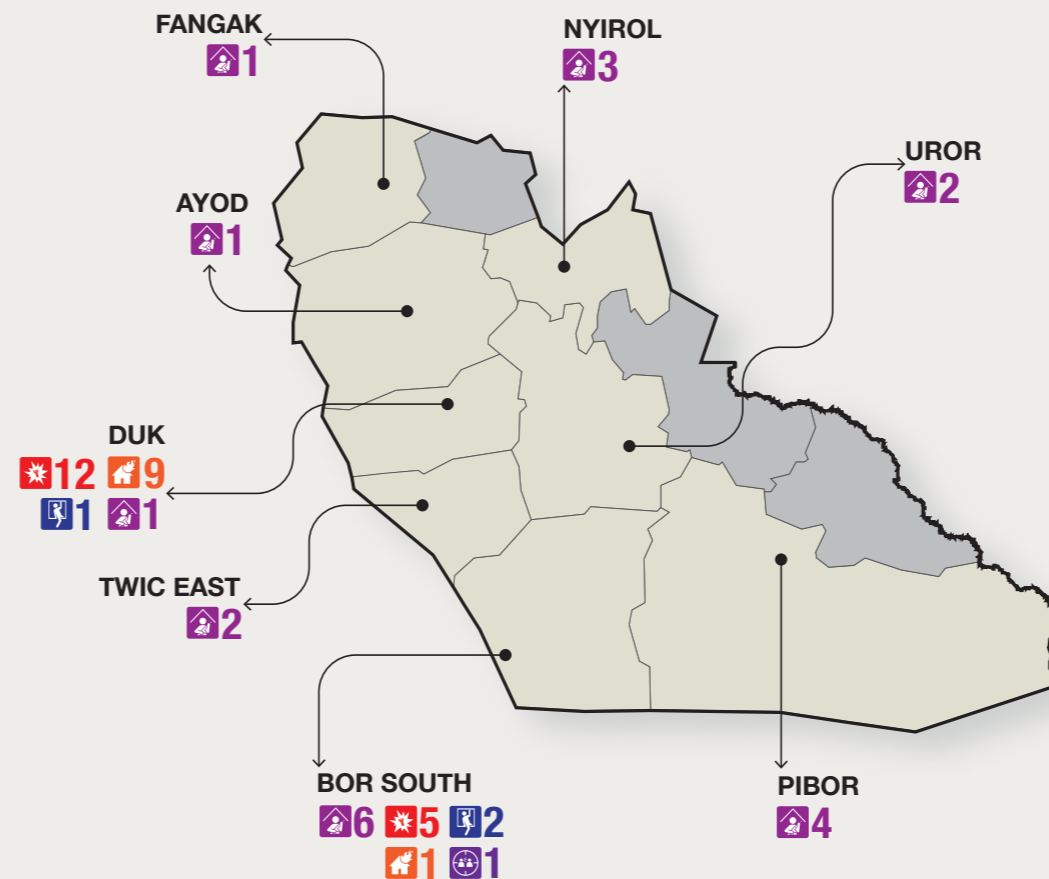 FANGAK
1
NYIROL
3
UROR
2
AYOD
1
DUK
12 9
1 1
TWIC EAST
2
BOR SOUTH
6 5 2
1 1
PIBOR
4